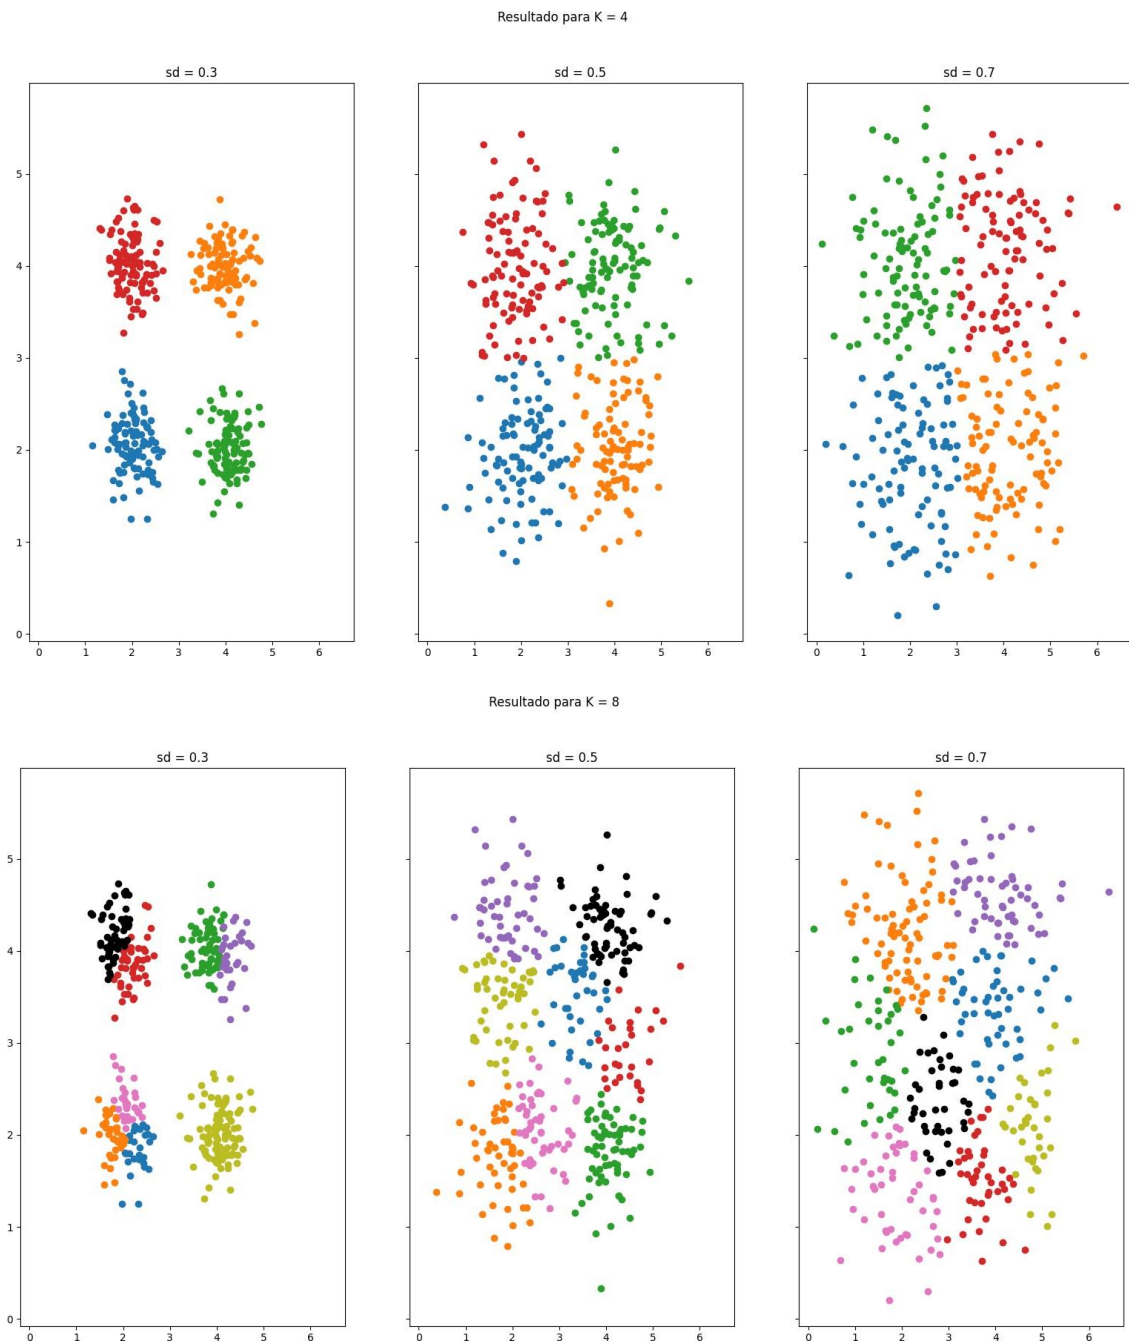 Resultado para K = 4
sd = 0.3
sd = 0.5
sd = 0.7
5
4
3
2
1
0
0 1 2 3 4 5 6
0 1 2 3 4 5 6
0 1 2 3 4 5 6
Resultado para K = 8
sd = 0.3
sd = 0.5
sd = 0.7
5
4
3
2
1
0
0 1 2 3 4 5 6
0 1 2 3 4 5 6
0 1 2 3 4 5 6